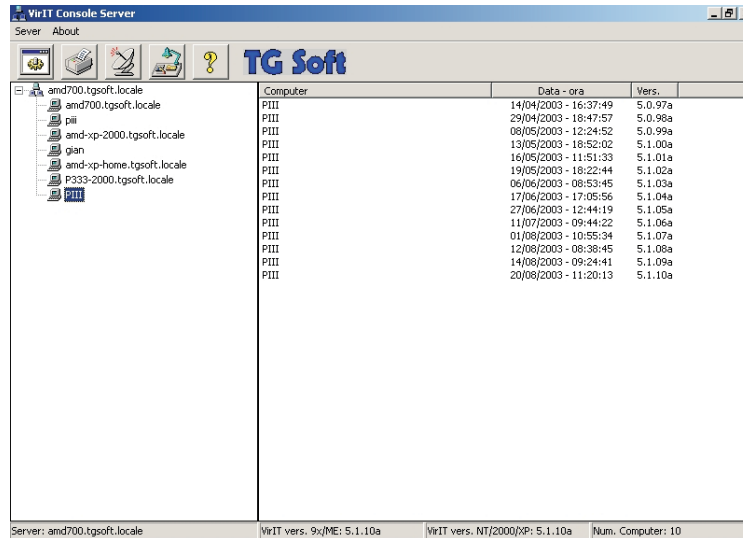 VirIT Console Server
Sever About
TG Soft
amd700.tgsoft.locale
amd700.tgsoft.locale
piii
amd-xp-2000.tgsoft.locale
gian
amd-xp-home.tgsoft.locale
P333-2000.tgsoft.locale
PIII
Computer Data - ora Vers.
PIII 14/04/2003 - 16:37:49 5.0.97a
PIII 29/04/2003 - 18:47:57 5.0.98a
PIII 08/05/2003 - 12:24:52 5.0.99a
PIII 13/05/2003 - 18:52:02 5.1.00a
PIII 16/05/2003 - 11:51:33 5.1.01a
PIII 19/05/2003 - 18:22:44 5.1.02a
PIII 06/06/2003 - 08:53:45 5.1.03a
PIII 17/06/2003 - 17:05:56 5.1.04a
PIII 27/06/2003 - 12:44:19 5.1.05a
PIII 11/07/2003 - 09:44:22 5.1.06a
PIII 01/08/2003 - 10:55:34 5.1.07a
PIII 12/08/2003 - 08:38:45 5.1.08a
PIII 14/08/2003 - 09:24:41 5.1.09a
PIII 20/08/2003 - 11:20:13 5.1.10a
Server: amd700.tgsoft.locale VirIT vers. 9x/ME: 5.1.10a VirIT vers. NT/2000/XP: 5.1.10a Num. Computer: 10